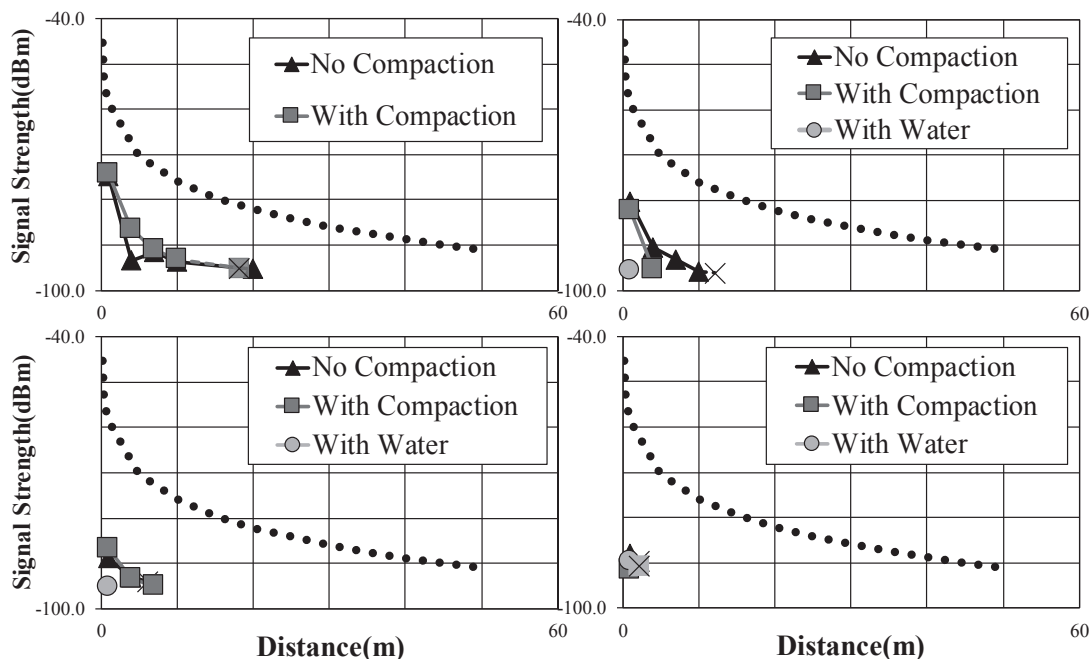 -40.0
Signal Strength(dBm)
No Compaction
With Compaction
-100.0
0
60
-40.0
No Compaction
With Compaction
With Water
-100.0
0
60
-40.0
Signal Strength(dBm)
No Compaction
With Compaction
With Water
-100.0
0
60
Distance(m)
-40.0
No Compaction
With Compaction
With Water
-100.0
0
60
Distance(m)